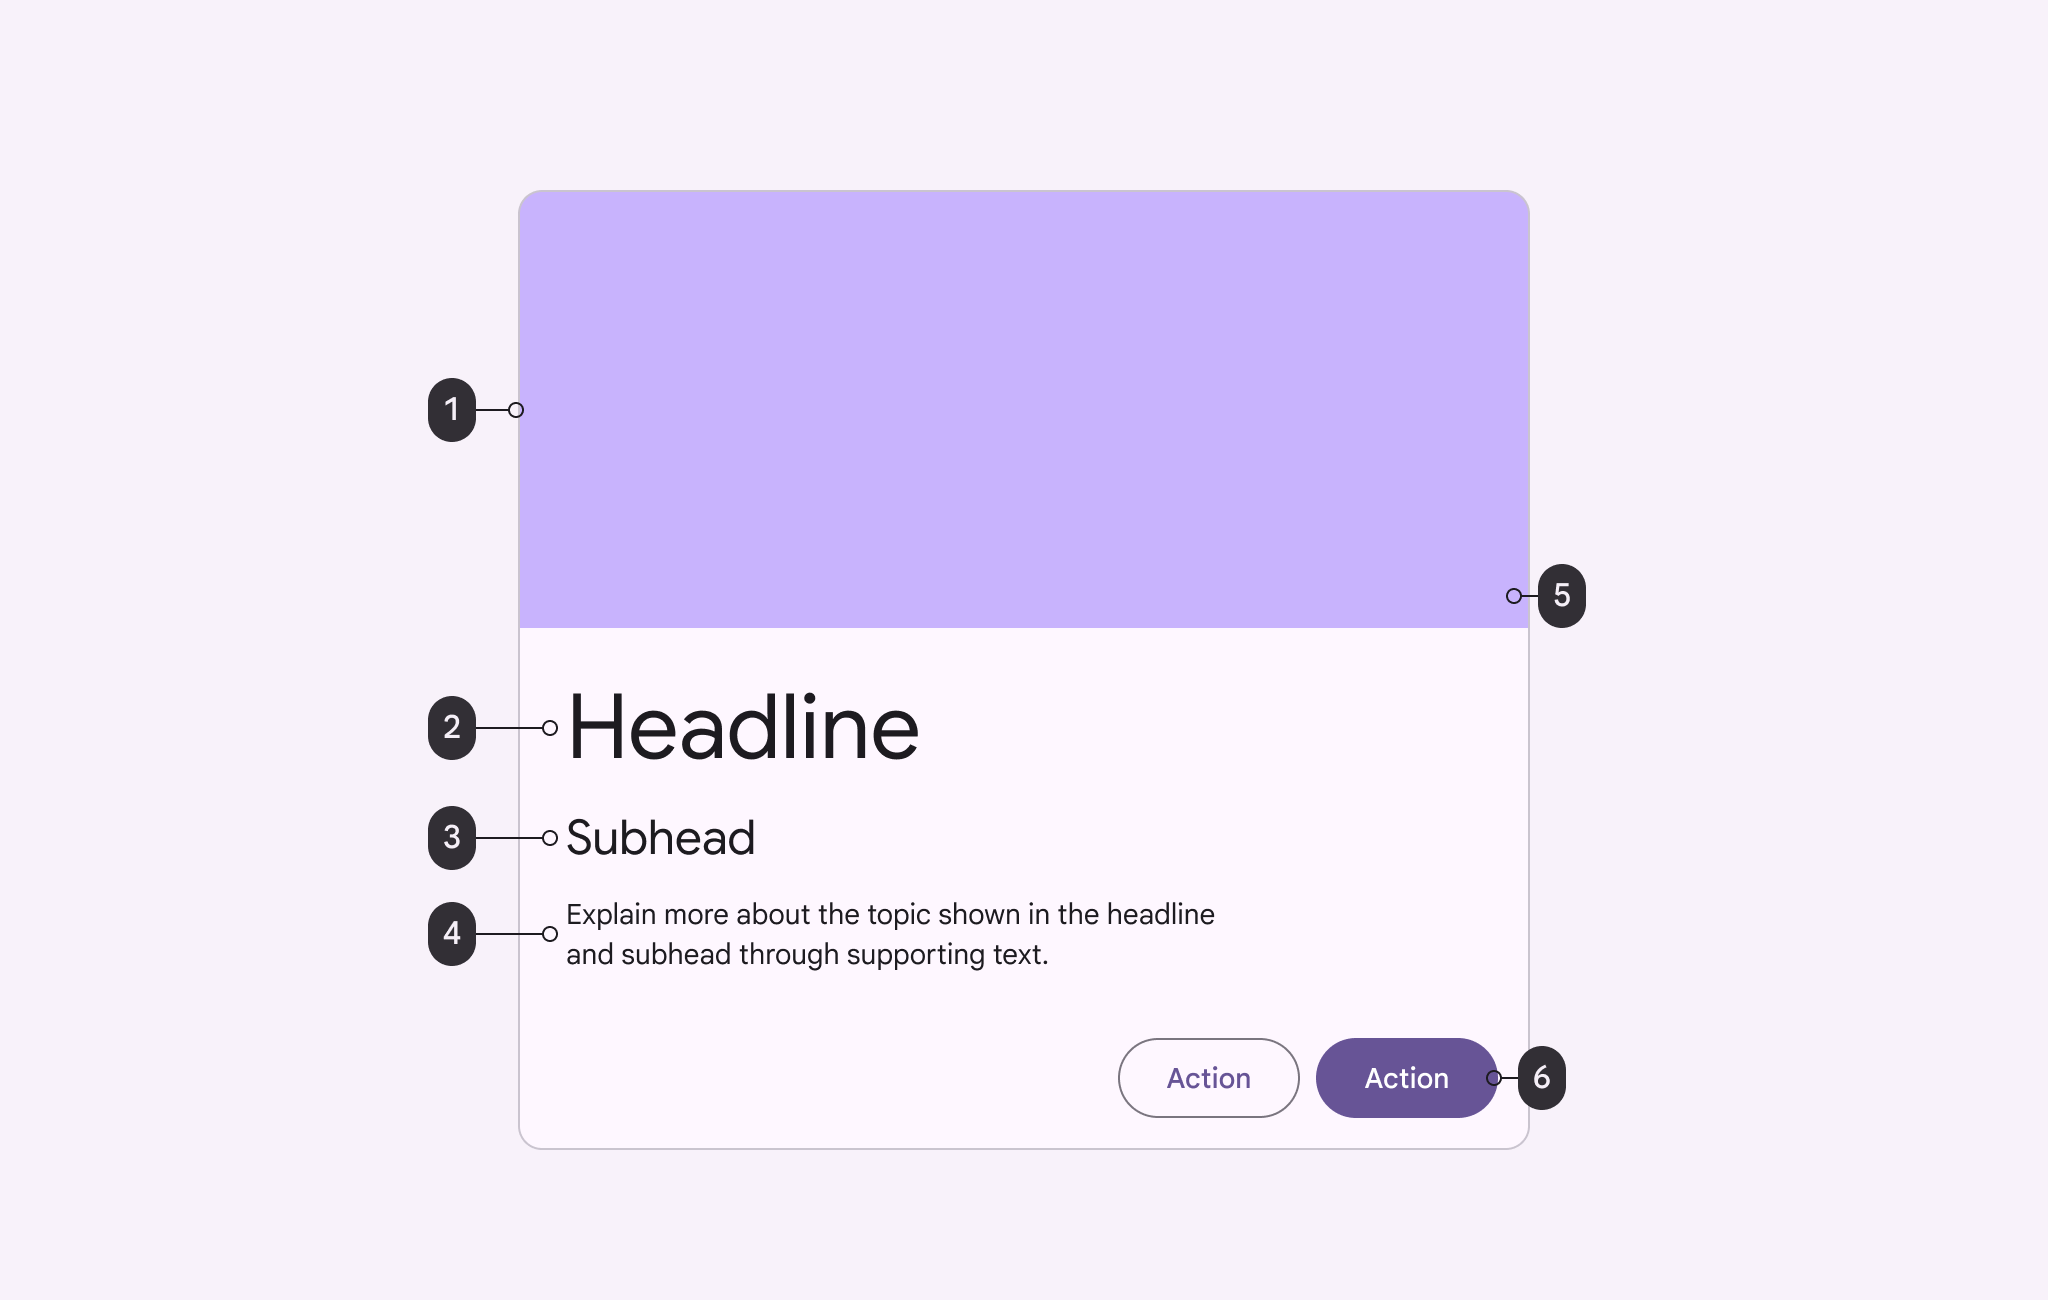 1
5
2 Headline
3 Subhead
4 Explain more about the topic shown in the headline
and subhead through supporting text.
Action Action 6